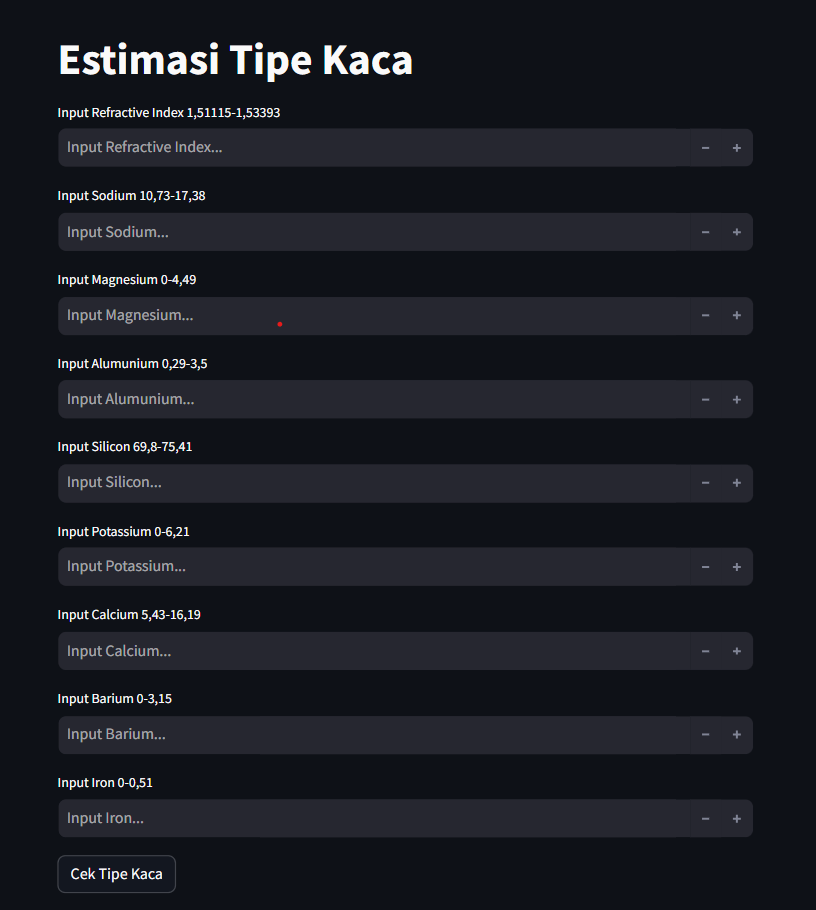 Estimasi Tipe Kaca
Input Refractive Index 1,51115-1,53393
Input Refractive Index...
Input Sodium 10,73-17,38
Input Sodium...
Input Magnesium 0-4,49
Input Magnesium...
Input Alumunium 0,29-3,5
Input Alumunium...
Input Silicon 69,8-75,41
Input Silicon...
Input Potassium 0-6,21
Input Potassium...
Input Calcium 5,43-16,19
Input Calcium...
Input Barium 0-3,15
Input Barium...
Input Iron 0-0,51
Input Iron...
Cek Tipe Kaca